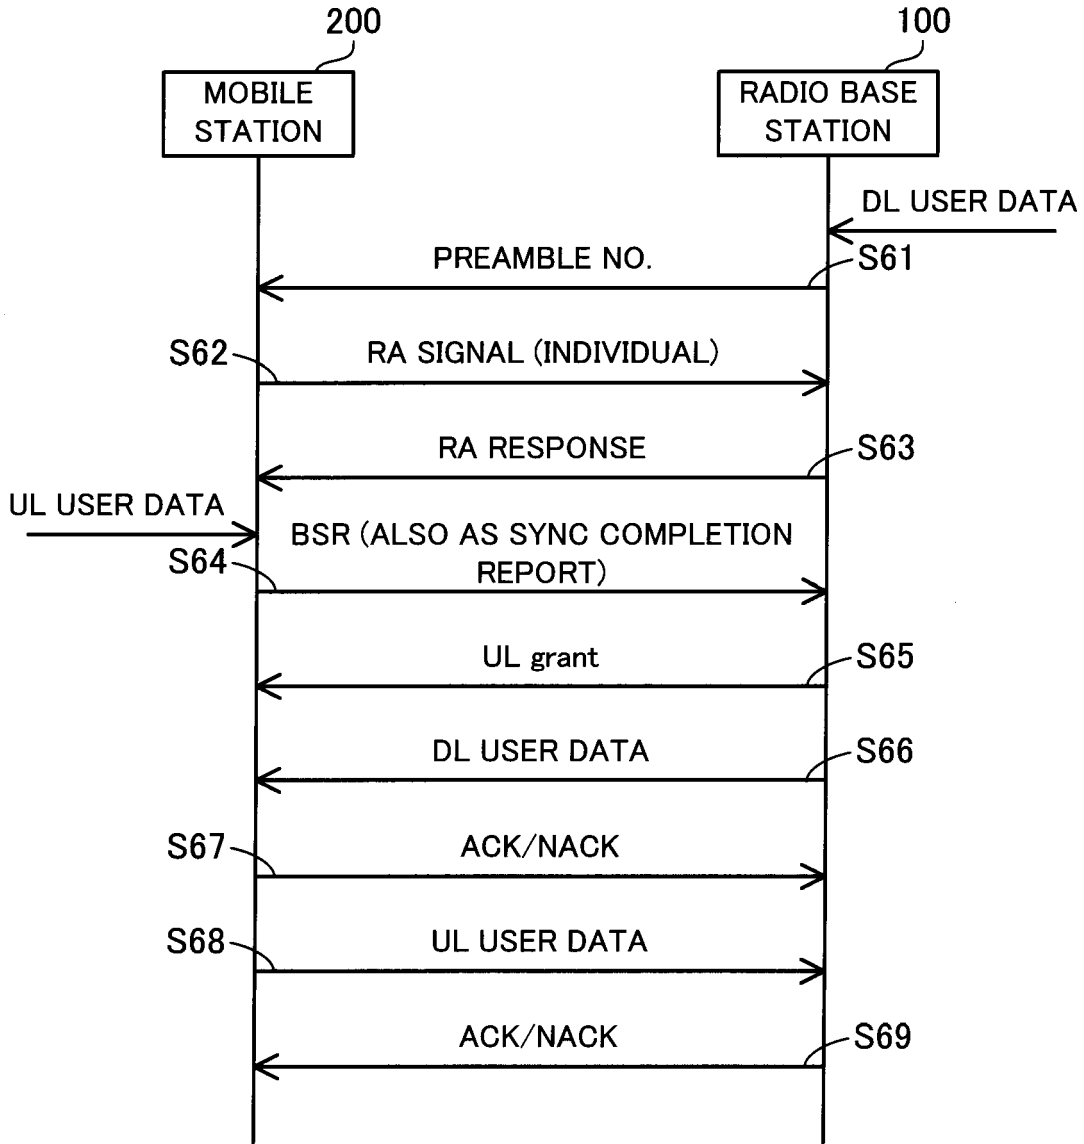 200
100
MOBILE
STATION
RADIO BASE
STATION
DL USER DATA
PREAMBLE NO.
S61
S62
RA SIGNAL (INDIVIDUAL)
RA RESPONSE
S63
UL USER DATA
BSR (ALSO AS SYNC COMPLETION
REPORT)
S64
UL grant
S65
DL USER DATA
S66
S67
ACK/NACK
S68
UL USER DATA
ACK/NACK
S69